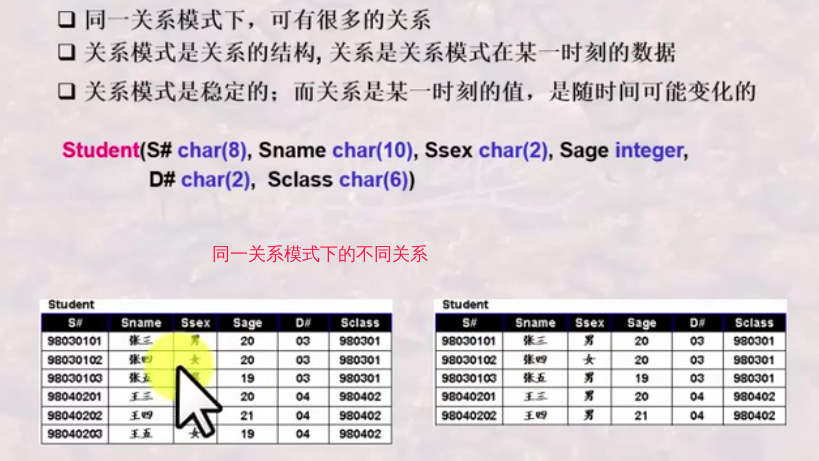 ❑ 同一关系模式下，可有很多的关系
❑ 关系模式是关系的结构, 关系是关系模式在某一时刻的数据
❑ 关系模式是稳定的；而关系是某一时刻的值，是随时间可能变化的
Student(S# char(8), Sname char(10), Ssex char(2), Sage integer,
D# char(2), Sclass char(6))
同一关系模式下的不同关系
Student
S# Sname Ssex Sage D# Sclass
98030101 张三 男 20 03 980301
98030102 张四 女 20 03 980301
98030103 张五 19 03 980301
98040201 王三 20 04 980402
98040202 王四 21 04 980402
98040203 王五 女 19 04 980402
Student
S# Sname Ssex Sage D# Sclass
98030101 张三 男 20 03 980301
98030102 张四 女 20 03 980301
98030103 张五 男 19 03 980301
98040201 王三 男 20 04 980402
98040202 王四 男 21 04 980402